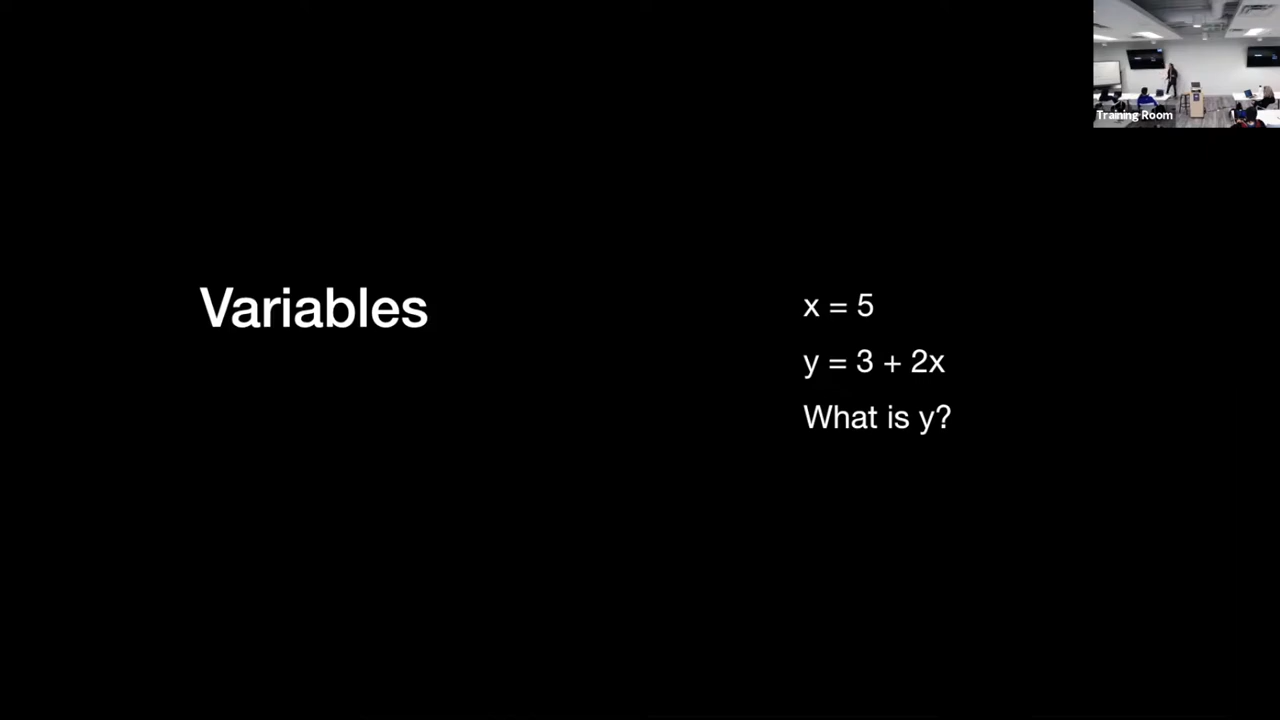 Training Room
Variables
x = 5
y = 3 + 2x
What is y?